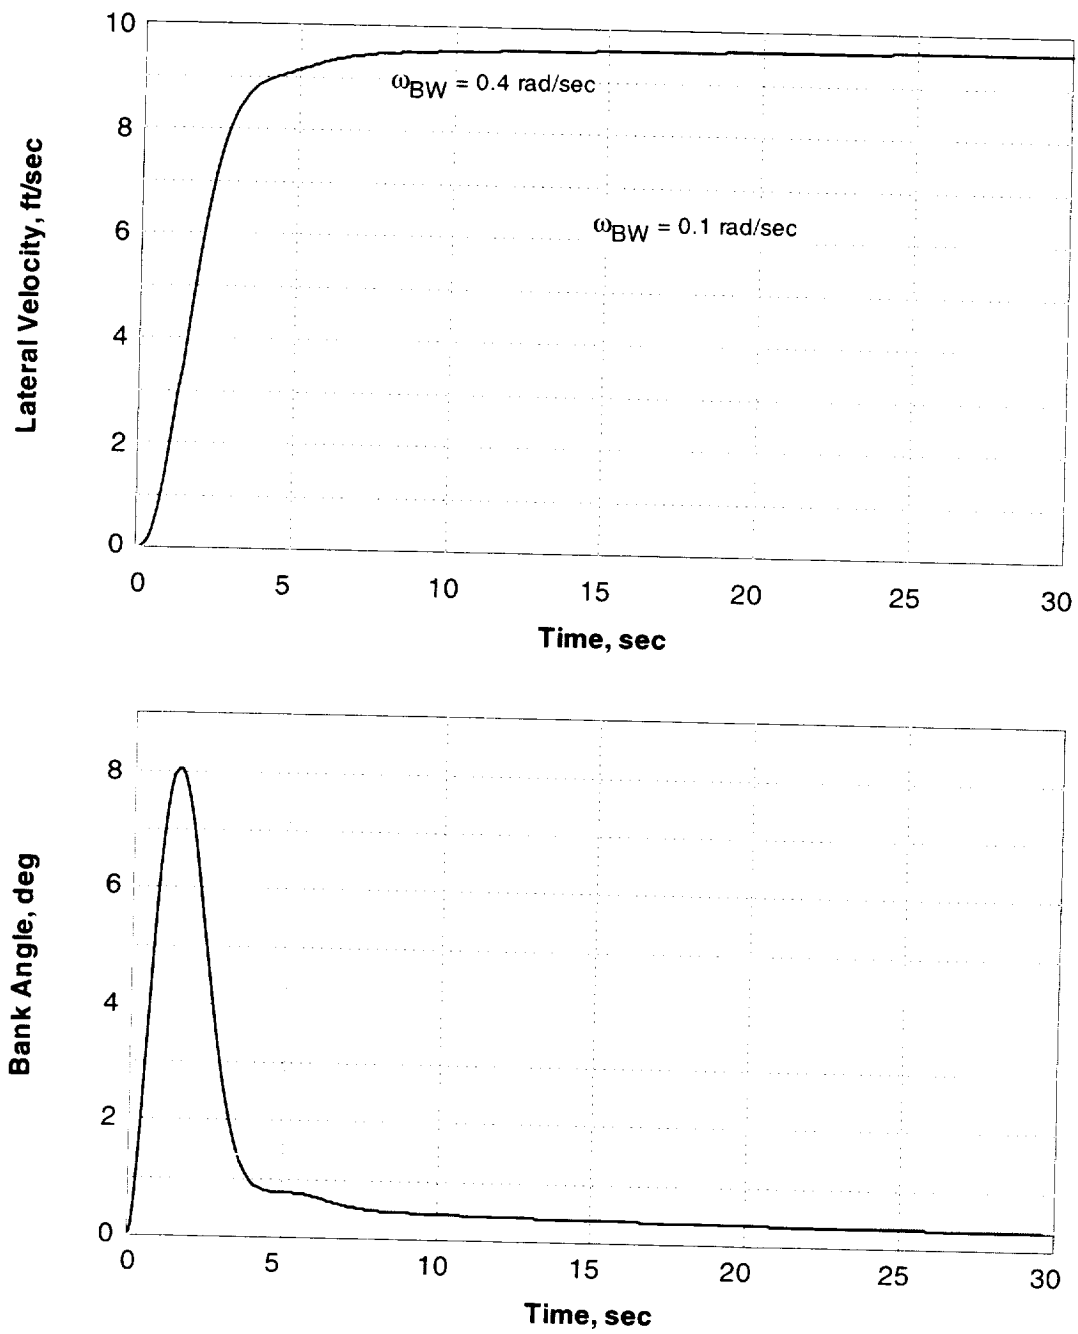 10
8
6
4
2
0
Lateral Velocity, ft/sec
ωBW = 0.4 rad/sec
ωBW = 0.1 rad/sec
0 5 10 15 20 25 30
Time, sec
8
6
4
2
0
Bank Angle, deg
0 5 10 15 20 25 30
Time, sec